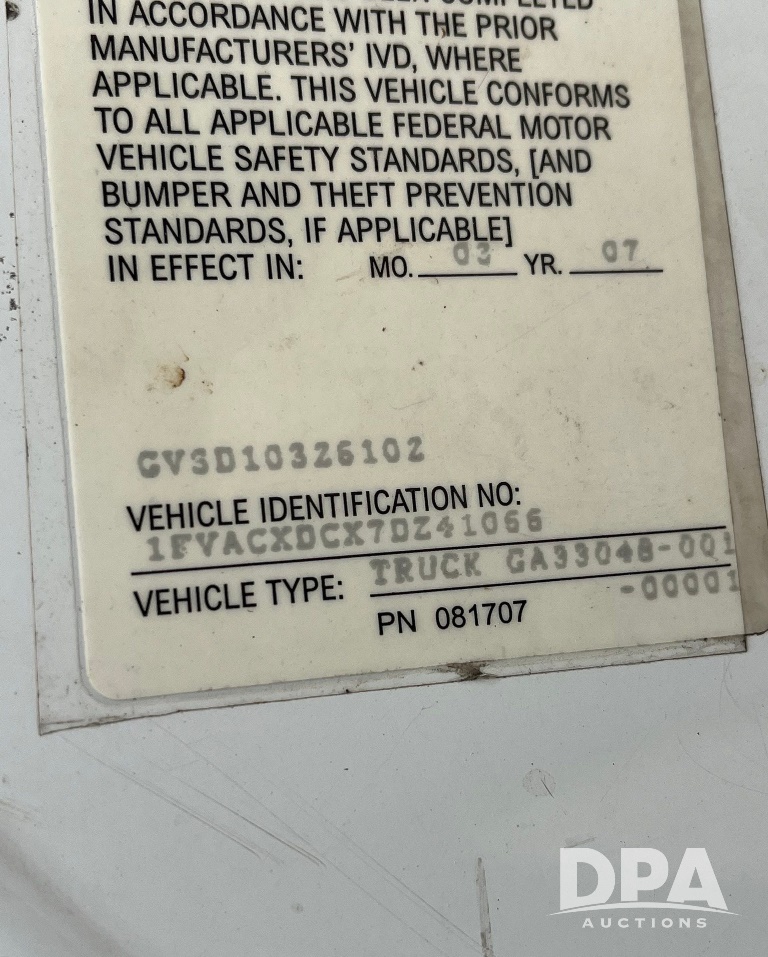 COMPLETED
IN ACCORDANCE WITH THE PRIOR
MANUFACTURERS' IVD, WHERE
APPLICABLE. THIS VEHICLE CONFORMS
TO ALL APPLICABLE FEDERAL MOTOR
VEHICLE SAFETY STANDARDS, [AND
BUMPER AND THEFT PREVENTION
STANDARDS, IF APPLICABLE]
IN EFFECT IN: MO. 03 YR. 07
GVSD10326102
VEHICLE IDENTIFICATION NO:
1FVACXDCX7DZ41066
VEHICLE TYPE: TRUCK GA33048-001
-00001
PN 081707
DPA
AUCTIONS